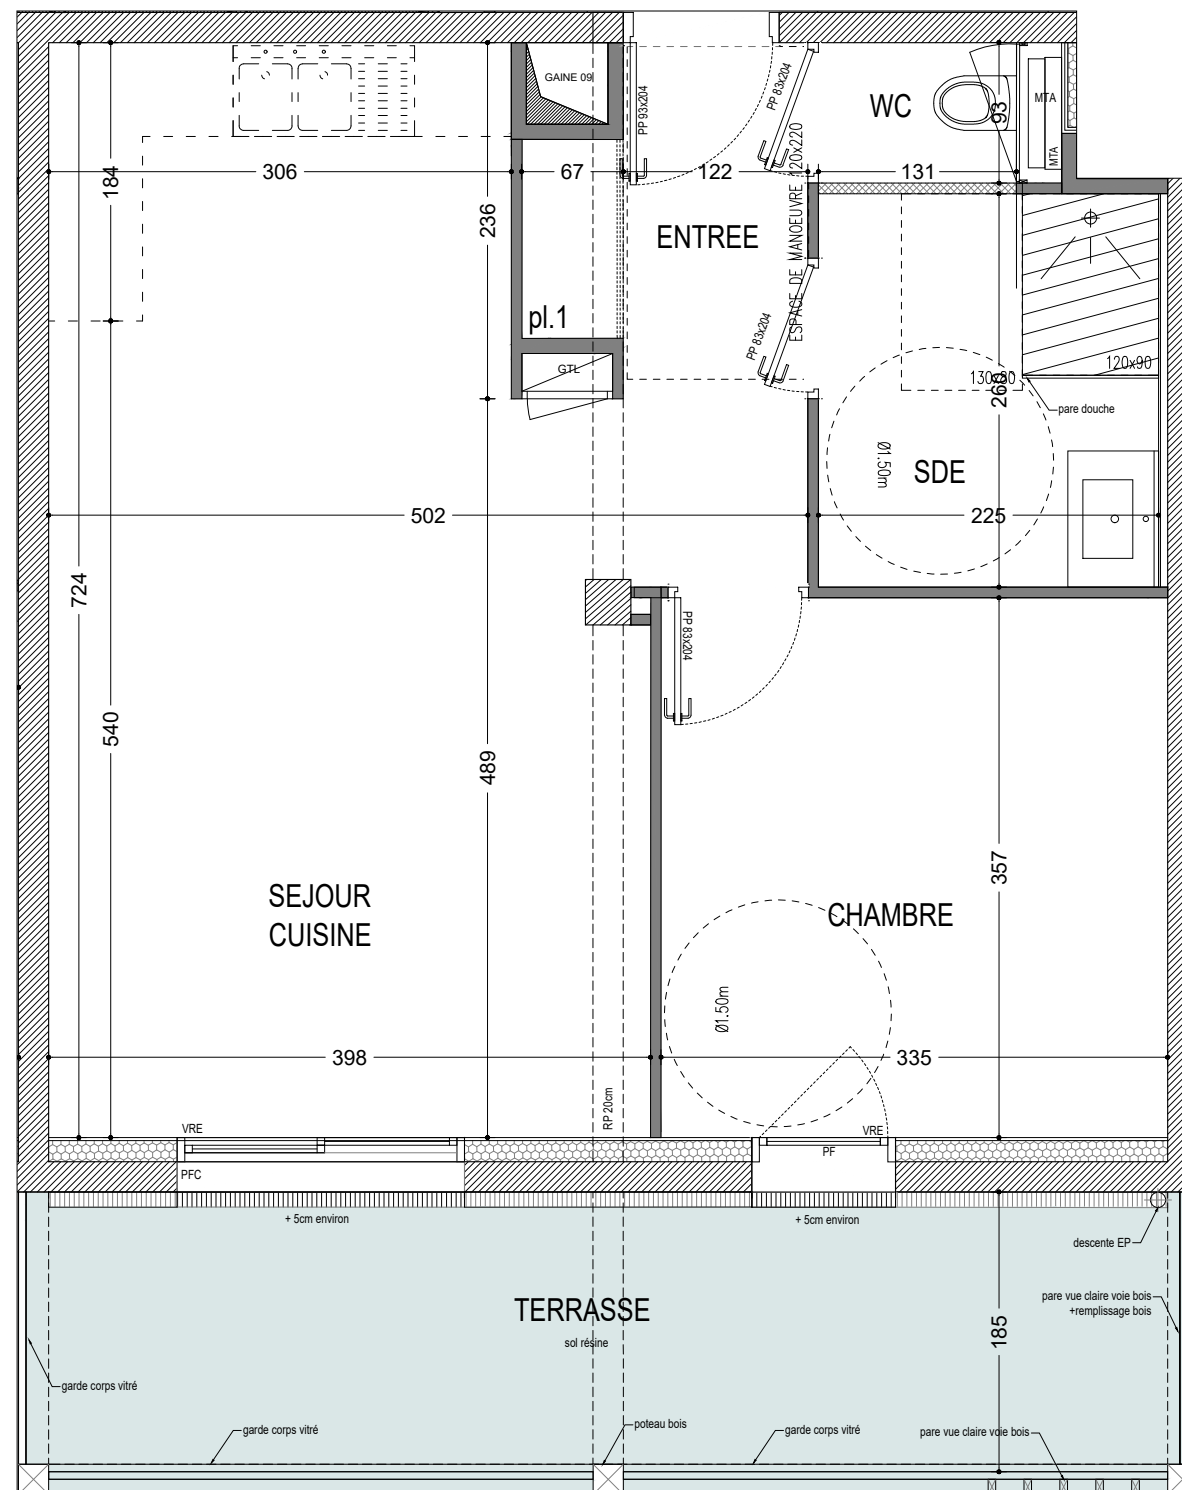 GAINE 09
PP 93x204
PP 83x204
WC
93
MTA
MTA
184
306
67
122
131
236
ENTREE
ESPACE DE MANOEUVRE 120x220
pl.1
PP 83x204
GTL
120x90
130x80
260
pare douche
Ø1.50m
SDE
502
225
724
PP 83x204
540
489
357
SEJOUR
CUISINE
CHAMBRE
Ø1.50m
398
335
RP 20cm
VRE
VRE
PFC
PF
+ 5cm environ
+ 5cm environ
descente EP
TERRASSE
sol résine
pare vue claire voie bois
+remplissage bois
185
garde corps vitré
garde corps vitré
poteau bois
garde corps vitré
pare vue claire voie bois